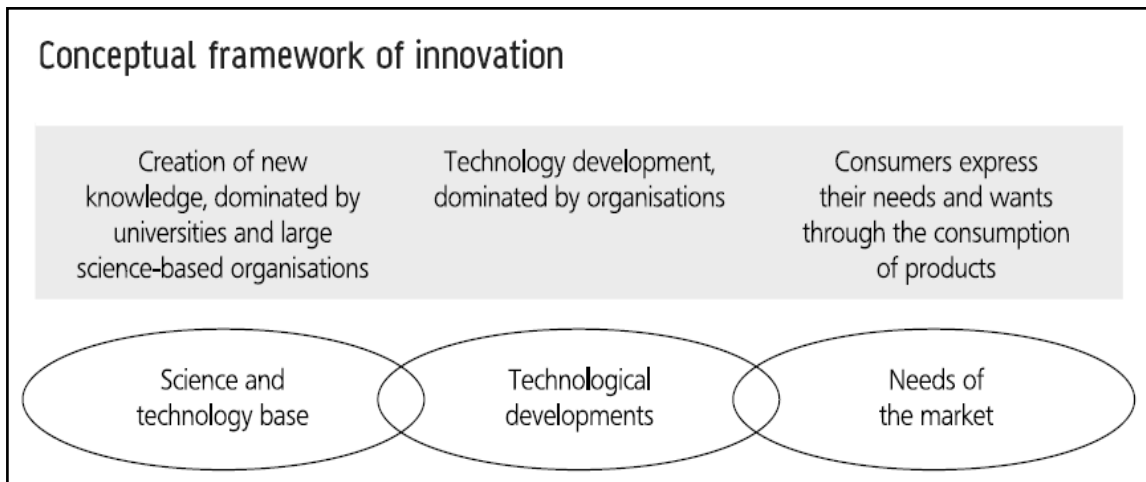 Conceptual framework of innovation
Creation of new
knowledge, dominated by
universities and large
science-based organisations
Technology development,
dominated by organisations
Consumers express
their needs and wants
through the consumption
of products
Science and
technology base
Technological
developments
Needs of
the market